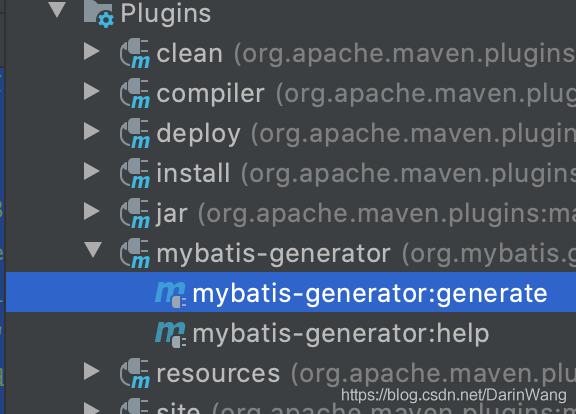 Plugins
clean (org.apache.maven.plugins
compiler (org.apache.maven.plug
deploy (org.apache.maven.plugin
install (org.apache.maven.plugins
jar (org.apache.maven.plugins:ma
mybatis-generator (org.mybatis.g
mybatis-generator:generate
mybatis-generator:help
resources (org.apache.maven.plu
https://blog.csdn.net/DarinWang
site (org.apache.maven.plugins:m